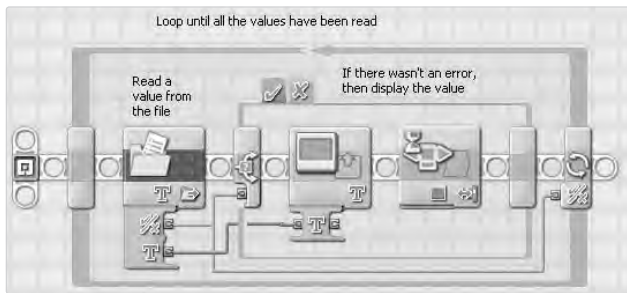 Loop until all the values have been read
Read a
value from
the file
If there wasn't an error,
then display the value
T
T
T
T